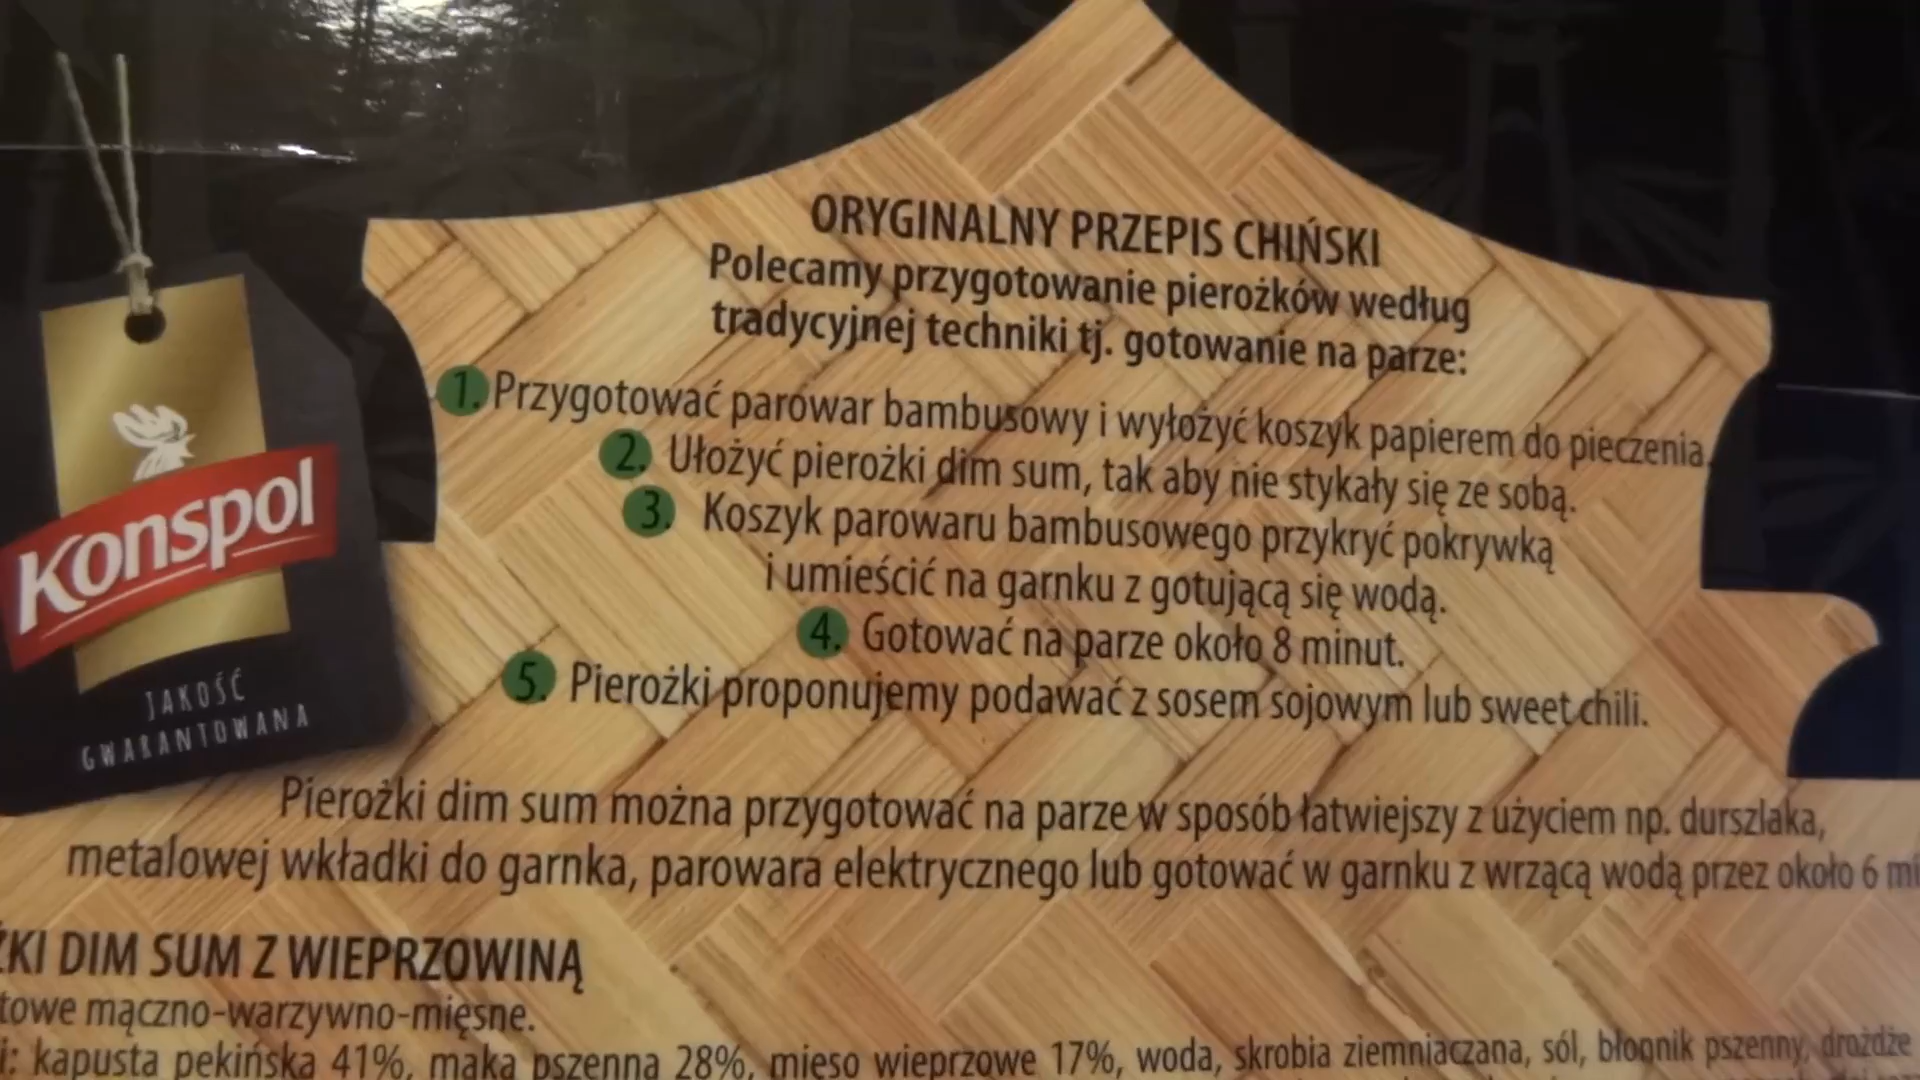 ORYGINALNY PRZEPIS CHIŃSKI
Polecamy przygotowanie pierożków według
tradycyjnej techniki tj. gotowanie na parze:
1. Przygotować parowar bambusowy i wyłożyć koszyk papierem do pieczenia.
2. Ułożyć pierożki dim sum, tak aby nie stykały się ze sobą.
3. Koszyk parowaru bambusowego przykryć pokrywką
i umieścić na garnku z gotującą się wodą.
4. Gotować na parze około 8 minut.
5. Pierożki proponujemy podawać z sosem sojowym lub sweet chili.
Konspol
JAKOŚĆ
GWARANTOWANA
Pierożki dim sum można przygotować na parze w sposób łatwiejszy z użyciem np. durszlaka,
metalowej wkładki do garnka, parowara elektrycznego lub gotować w garnku z wrzącą wodą przez około 6
DIM SUM Z WIEPRZOWINĄ
mączno-warzywno-mięsne.
kapusta pekińska 41%, mąka pszenna 28%, mięso wieprzowe 17%, woda, skrobia ziemniaczana, sól, błonnik pszenny, drożdże